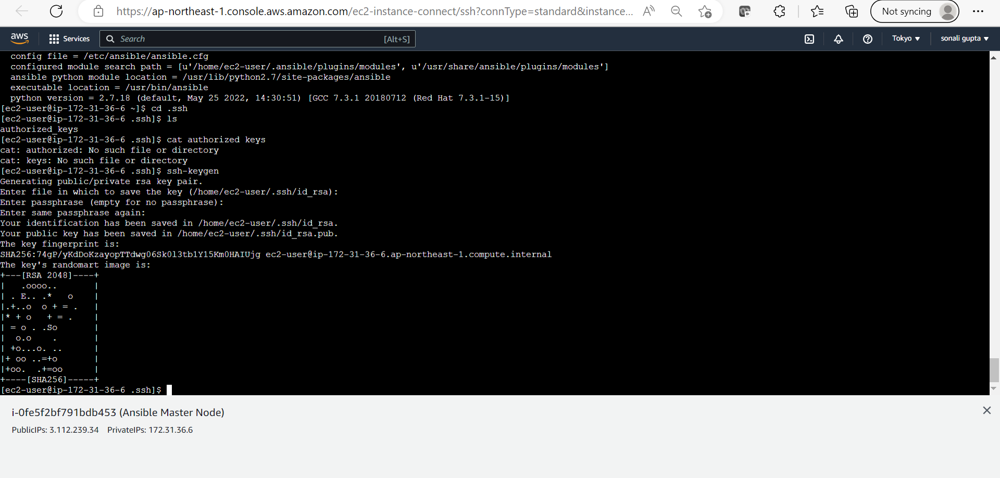 https://ap-northeast-1.console.aws.amazon.com/ec2-instance-connect/ssh?connType=standard&instance...
Not syncing
aws
Services
Search
[Alt+S]
Tokyo
sonali gupta
config file = /etc/ansible/ansible.cfg
configured module search path = [u'/home/ec2-user/.ansible/plugins/modules', u'/usr/share/ansible/plugins/modules']
ansible python module location = /usr/lib/python2.7/site-packages/ansible
executable location = /usr/bin/ansible
python version = 2.7.18 (default, May 25 2022, 14:30:51) [GCC 7.3.1 20180712 (Red Hat 7.3.1-15)]
[ec2-user@ip-172-31-36-6 ~]$ cd .ssh
[ec2-user@ip-172-31-36-6 .ssh]$ ls
authorized_keys
[ec2-user@ip-172-31-36-6 .ssh]$ cat authorized keys
cat: authorized: No such file or directory
cat: keys: No such file or directory
[ec2-user@ip-172-31-36-6 .ssh]$ ssh-keygen
Generating public/private rsa key pair.
Enter file in which to save the key (/home/ec2-user/.ssh/id_rsa):
Enter passphrase (empty for no passphrase):
Enter same passphrase again:
Your identification has been saved in /home/ec2-user/.ssh/id_rsa.
Your public key has been saved in /home/ec2-user/.ssh/id_rsa.pub.
The key fingerprint is:
SHA256:74gP/yKdDoKzayopTTdwg06Sk0l3tb1Y15Km0HAIUjg ec2-user@ip-172-31-36-6.ap-northeast-1.compute.internal
The key's randomart image is:
+---[RSA 2048]----+
|   .oooo..       |
| . E.. .*   o    |
|.+..o  o + = .   |
|* + o   + = .    |
| = o . .So       |
|  o.o    .       |
| +o...o. ..      |
|+ oo ..=+o       |
|+oo.  .+=oo      |
+----[SHA256]-----+
[ec2-user@ip-172-31-36-6 .ssh]$
i-0fe5f2bf791bdb453 (Ansible Master Node)
PublicIPs: 3.112.239.34 PrivateIPs: 172.31.36.6